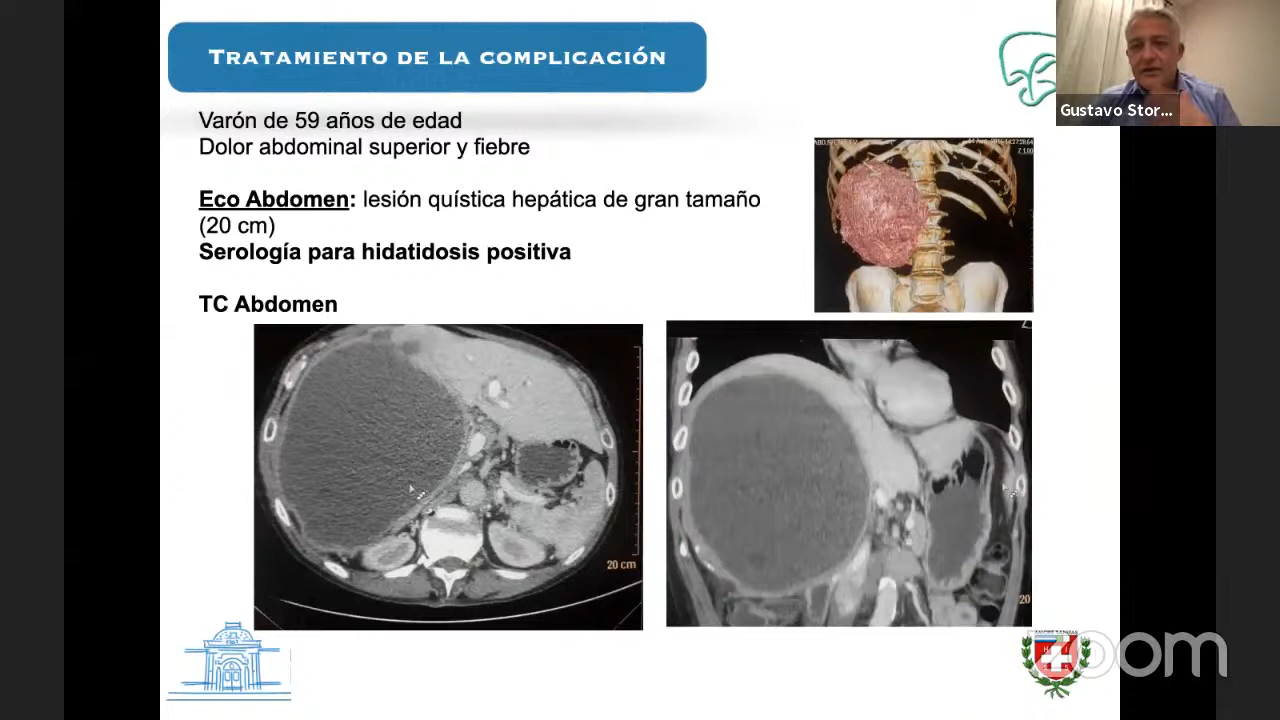 TRATAMIENTO DE LA COMPLICACIÓN
Gustavo Stor...
Varón de 59 años de edad
Dolor abdominal superior y fiebre
Eco Abdomen: lesión quística hepática de gran tamaño
(20 cm)
Serología para hidatidosis positiva
TC Abdomen
20 cm
20
zoom